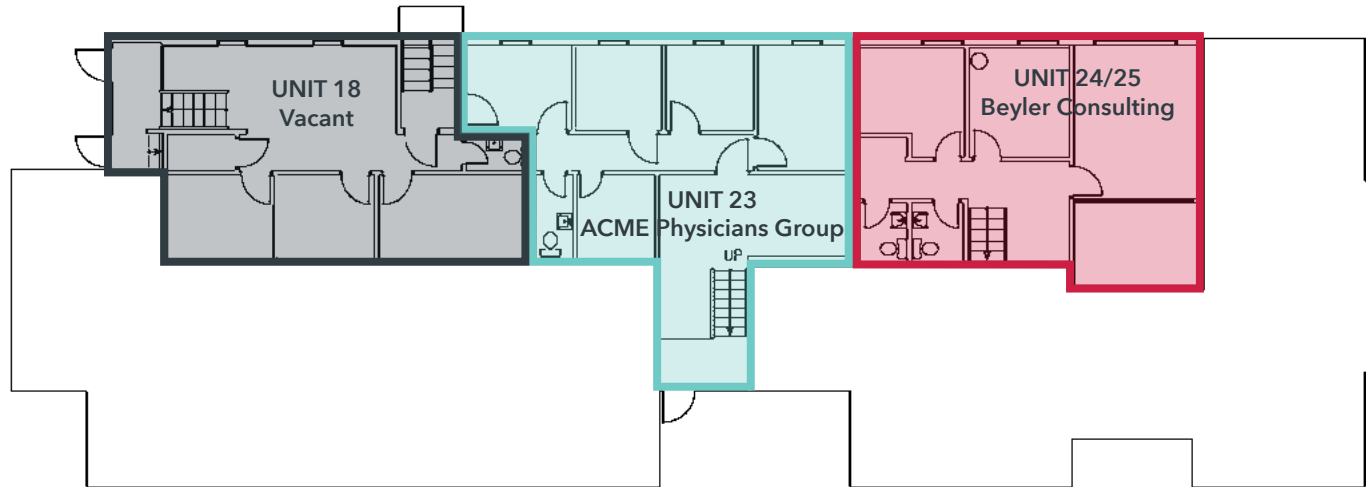 UNIT 18
Vacant
UNIT 23
ACME Physicians Group
UP
UNIT 24/25
Beyler Consulting